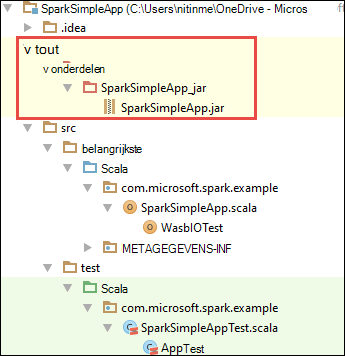 SparkSimpleApp (C:\Users\nitinme\OneDrive - Micros
.idea
v tout
v onderdelen
SparkSimpleApp_jar
SparkSimpleApp.jar
src
belangrijkste
Scala
com.microsoft.spark.example
SparkSimpleApp.scala
WasbIOTest
METAGEGEVENS-INF
test
Scala
com.microsoft.spark.example
SparkSimpleAppTest.scala
AppTest